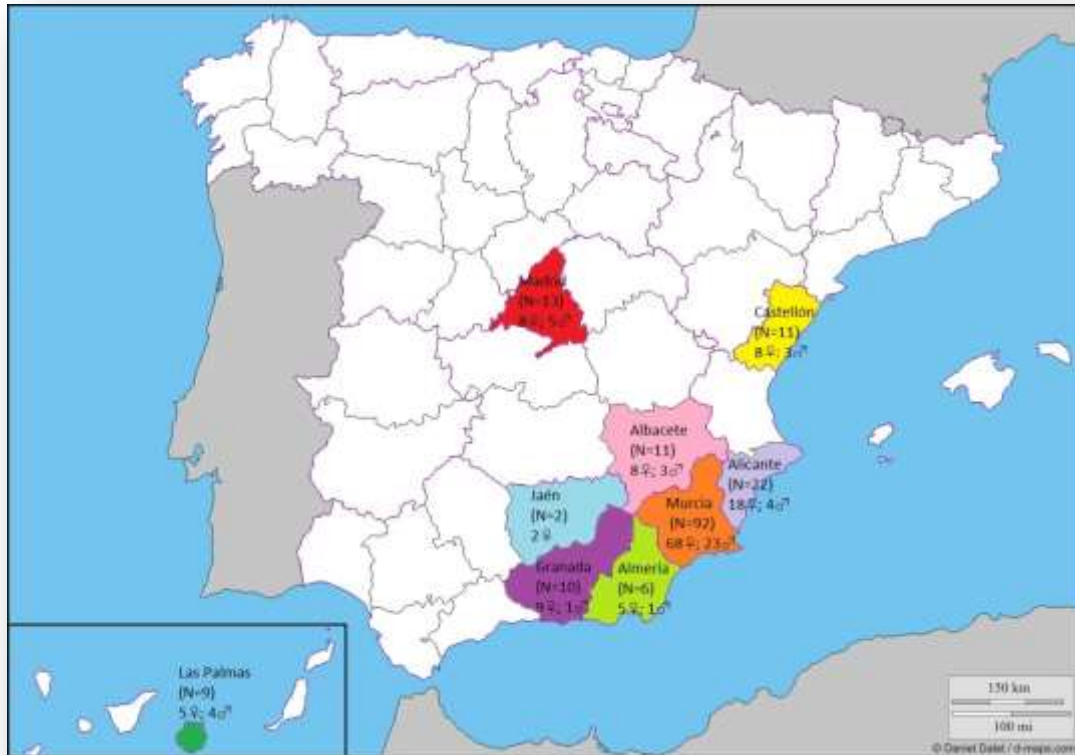 Madrid
(N=13)
8♀; 5♂
Castellón
(N=11)
8♀; 3♂
Albacete
(N=11)
8♀; 3♂
Alicante
(N=22)
18♀; 4♂
Jaén
(N=2)
2♀
Murcia
(N=92)
68♀; 23♂
Granada
(N=10)
9♀; 1♂
Almería
(N=6)
5♀; 1♂
Las Palmas
(N=9)
5♀; 4♂
150 km
100 mi
© Daniel Dalet / d-maps.com